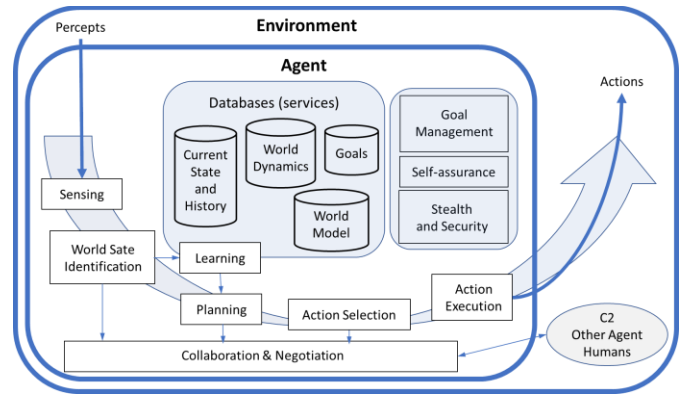 Percepts
Environment
Agent
Actions
Databases (services)
Current
State
and
History
World
Dynamics
Goals
World
Model
Goal
Management
Self-assurance
Stealth
and Security
Sensing
World Sate
Identification
Learning
Planning
Action Selection
Action
Execution
Collaboration & Negotiation
C2
Other Agent
Humans